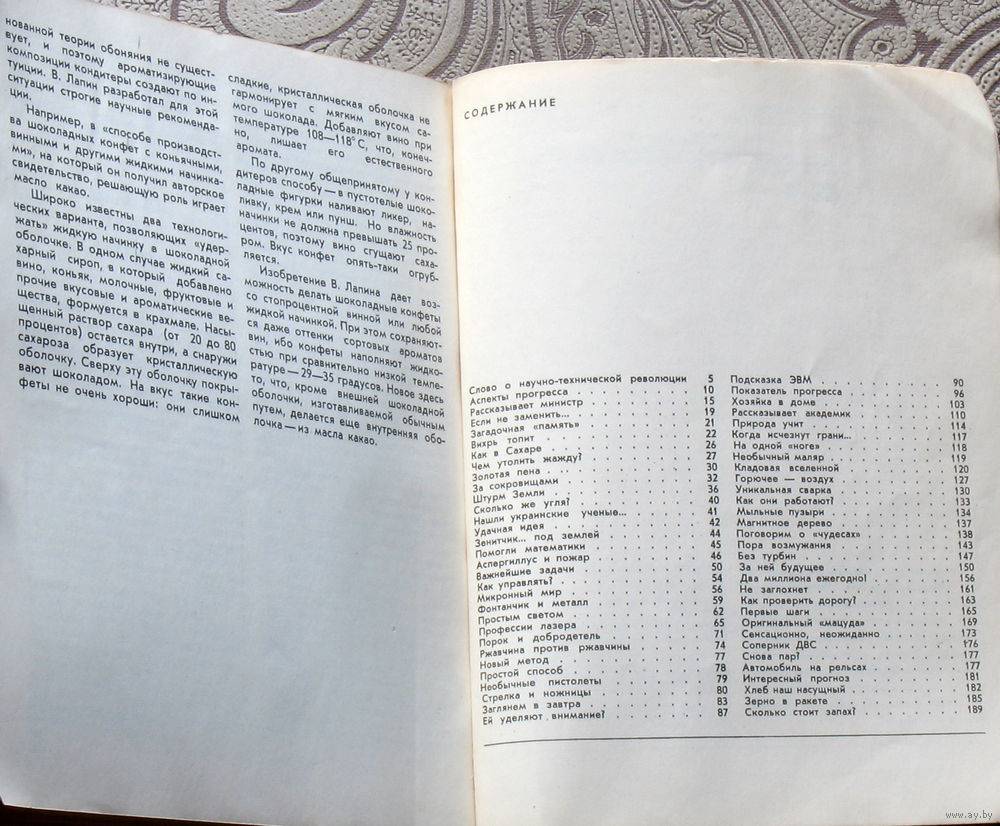 нованной теории обоняния не сущест-
вует, и поэтому ароматизирующие
композиции кондитеры создают по ин-
туиции. В. Лапин разработал для этой
ситуации строгие научные рекоменда-
ции.
Например, в «способе производст-
ва шоколадных конфет с коньячными,
винными и другими жидкими начинка-
ми», на который он получил авторское
свидетельство, решающую роль играет
масло какао.
Широко известны два технологи-
ческих варианта, позволяющих «удер-
жать» жидкую начинку в шоколадной
оболочке. В одном случае жидкий са-
харный сироп, в который добавлено
вино, коньяк, молочные, фруктовые и
прочие вкусовые и ароматические ве-
щества, формуется в крахмале. Насы-
щенный раствор сахара (от 20 до 80
процентов) остается внутри, а снаружи
сахароза образует кристаллическую
оболочку. Сверху эту оболочку покры-
вают шоколадом. На вкус такие кон-
феты не очень хороши: они слишком
сладкие, кристаллическая оболочка не
гармонирует с мягким вкусом са-
мого шоколада. Добавляют вино при
температуре 108—118°С, что, конеч-
но, лишает его естественного
аромата.
По другому общепринятому у кон-
дитеров способу — в пустотелые шоко-
ладные фигурки наливают ликер, на-
ливку, крем или пунш. Но влажность
начинки не должна превышать 25 про-
центов, поэтому вино сгущают саха-
ром. Вкус конфет опять-таки огруб-
ляется.
Изобретение В. Лапина дает воз-
можность делать шоколадные конфеты
со стопроцентной винной или любой
жидкой начинкой. При этом сохраняют-
ся даже оттенки сортовых ароматов
вин, ибо конфеты наполняют жидко-
стью при сравнительно низкой темпе-
ратуре — 29—35 градусов. Новое здесь
то, что, кроме внешней шоколадной
оболочки, изготавливаемой обычным
путем, делается еще внутренняя обо-
лочка — из масла какао.
СОДЕРЖАНИЕ
Слово о научно-технической революции 5
Аспекты прогресса 10
Рассказывает министр 15
Если не заменить... 19
Загадочная «память» 21
Вихрь топит 22
Как в Сахаре 26
Чем утолить жажду? 27
Золотая пена 30
За сокровищами 32
Штурм Земли 36
Сколько же угля? 40
Нашли украинские ученые... 41
Удачная идея 42
Зенитчик... под землей 44
Помогли математики 45
Аспергиллус и пожар 46
Важнейшие задачи 50
Как управлять? 54
Микронный мир 56
Фонтанчик и металл 59
Простым светом 62
Профессии лазера 65
Порок и добродетель 71
Ржавчина против ржавчины 74
Новый метод 77
Простой способ 78
Необычные пистолеты 79
Стрелка и ножницы 80
Заглянем в завтра 83
Ей уделяют внимание? 87
Подсказка ЭВМ 90
Показатель прогресса 96
Хозяйка в доме 103
Рассказывает академик 110
Природа учит 114
Когда исчезнут грани... 117
На одной «ноге» 118
Необычный маляр 119
Кладовая вселенной 120
Горючее — воздух 127
Уникальная сварка 130
Как они работают? 133
Мыльные пузыри 134
Магнитное дерево 137
Поговорим о «чудесах» 138
Пора возмужания 143
Без турбин 147
За ней будущее 150
Два миллиона ежегодно! 156
Не заглохнет 161
Как проверить дорогу? 163
Первые шаги 165
Оригинальный «мацуда» 169
Сенсационно, неожиданно 173
Соперник ДВС 176
Снова пар? 177
Автомобиль на рельсах 177
Интересный прогноз 181
Хлеб наш насущный 182
Зерно в ракете 185
Сколько стоит запах? 189
www.ay.by